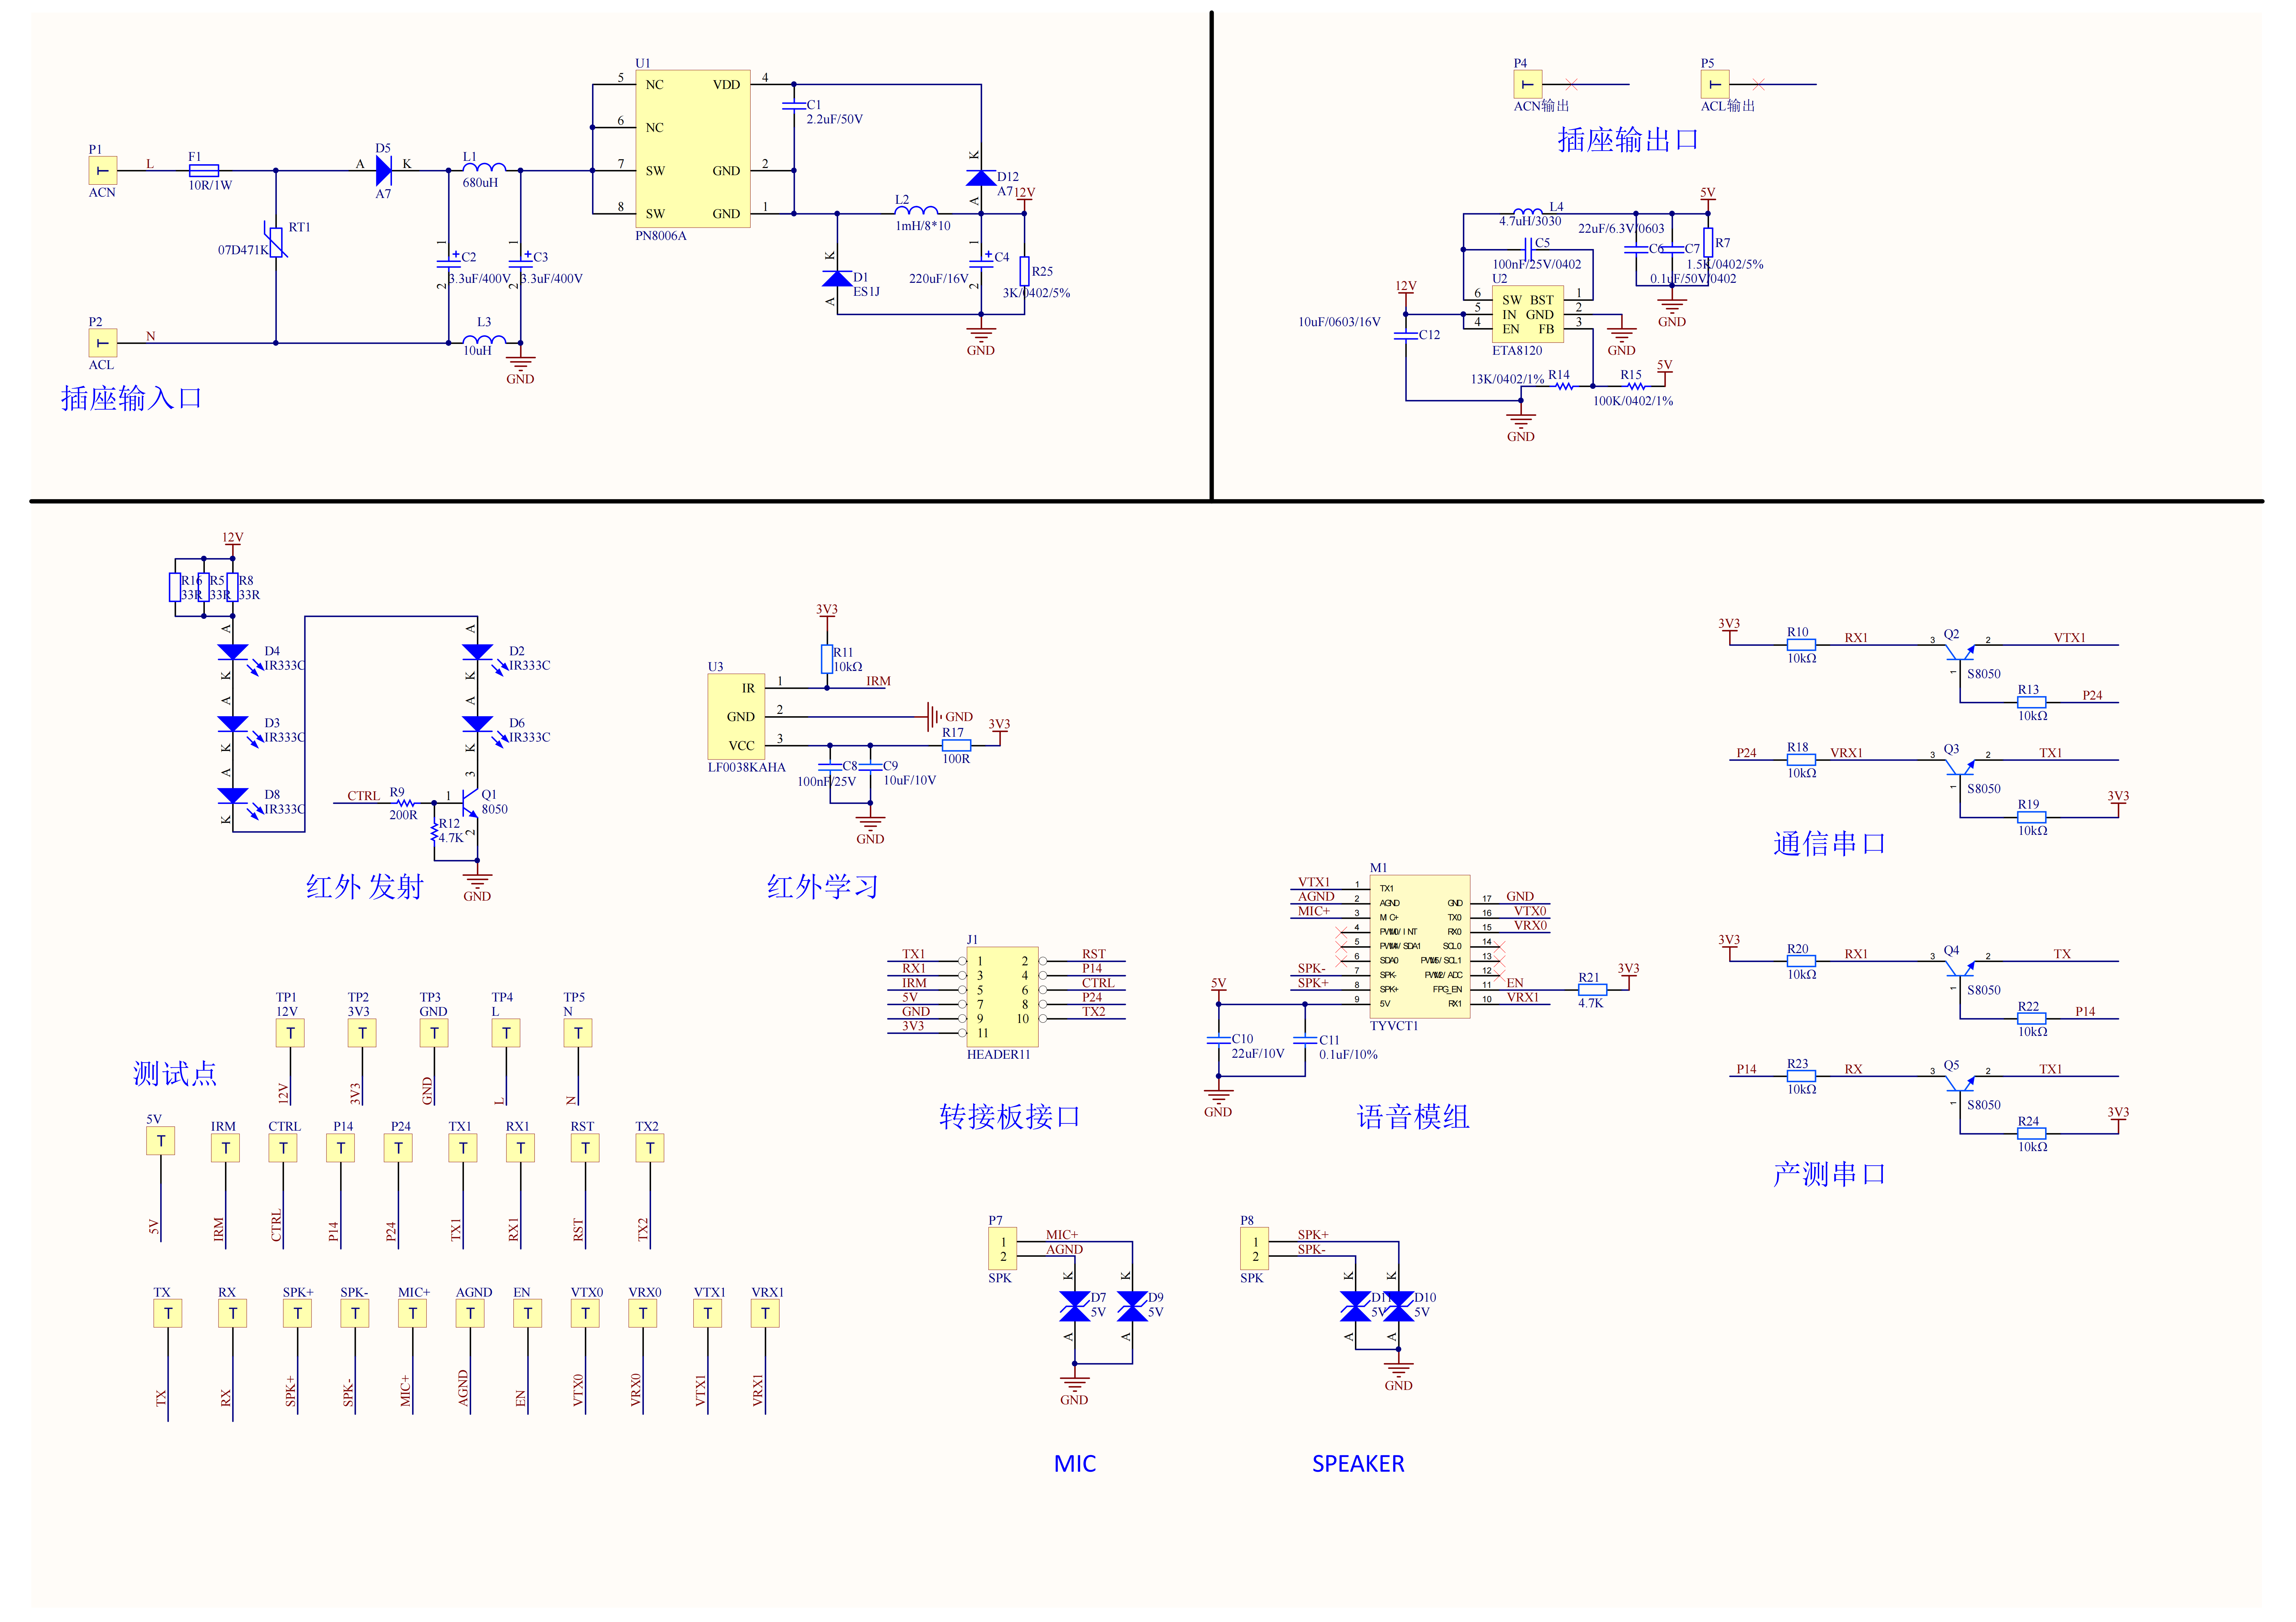 P1
L
ACN
F1
10R/1W
RT1
07D471K
P2
N
ACL
插座输入口
A
D5
K
A7
L1
680uH
1
C2
3.3uF/400V
2
1
C3
3.3uF/400V
2
L3
10uH
GND
U1
5 NC VDD 4
6 NC
7 SW GND 2
8 SW GND 1
PN8006A
C1
2.2uF/50V
K
D12
A7
A
12V
L2
1mH/8*10
K
D1
ES1J
A
1
C4
220uF/16V
2
R25
3K/0402/5%
GND
P4
ACN输出
P5
ACL输出
插座输出口
5V
L4
4.7uH/3030
22uF/6.3V/0603
C5
100nF/25V/0402
C6
C7
R7
1.5K/0402/5%
0.1uF/50V/0402
GND
U2
6 SW BST 1
5 IN GND 2
4 EN FB 3
ETA8120
12V
10uF/0603/16V
C12
GND
5V
13K/0402/1%
R14
R15
100K/0402/1%
GND
12V
R16
33R
R5
33R
R8
33R
A
D4
IR333C
K
A
D3
IR333C
K
A
D8
IR333C
K
A
D2
IR333C
K
A
D6
IR333C
K
3
CTRL
R9
200R
1
Q1
8050
R12
4.7K
2
GND
红外 发射
3V3
R11
10kΩ
U3
IR 1
IRM
GND 2
GND
VCC 3
LF0038KAHA
R17
100R
3V3
C8
100nF/25V
C9
10uF/10V
GND
红外学习
3V3
R10
10kΩ
RX1
3
Q2
2
VTX1
1
S8050
R13
10kΩ
P24
P24
R18
10kΩ
VRX1
3
Q3
2
TX1
1
S8050
R19
10kΩ
3V3
通信串口
3V3
R20
10kΩ
RX1
3
Q4
2
TX
1
S8050
R22
10kΩ
P14
P14
R23
10kΩ
RX
3
Q5
2
TX1
1
S8050
R24
10kΩ
3V3
产测串口
J1
TX1 1 2 RST
RX1 3 4 P14
IRM 5 6 CTRL
5V 7 8 P24
GND 9 10 TX2
3V3 11
HEADER11
转接板接口
M1
VTX1 1 TX1
AGND 2 AGND GND 17 GND
MIC+ 3 MIC+ TX0 16 VTX0
4 PWM0/INT RX0 15 VRX0
5 PWM4/SDA1 SCL0 14
6 SDA0 PWM5/SCL1 13
SPK- 7 SPK- PWM2/ADC 12
SPK+ 8 SPK+ FPG_EN 11 EN
9 5V RX1 10 VRX1
TYVCT1
R21
4.7K
3V3
5V
C10
22uF/10V
C11
0.1uF/10%
GND
语音模组
TP1
12V
12V
TP2
3V3
3V3
TP3
GND
GND
TP4
L
L
TP5
N
N
测试点
5V
5V
IRM
IRM
CTRL
CTRL
P14
P14
P24
P24
TX1
TX1
RX1
RX1
RST
RST
TX2
TX2
TX
TX
RX
RX
SPK+
SPK+
SPK-
SPK-
MIC+
MIC+
AGND
AGND
EN
EN
VTX0
VTX0
VRX0
VRX0
VTX1
VTX1
VRX1
VRX1
P7
1
2
SPK
MIC+
AGND
K
D7
5V
A
K
D9
5V
A
GND
MIC
P8
1
2
SPK
SPK+
SPK-
K
5V
A
K
D10
5V
A
GND
SPEAKER